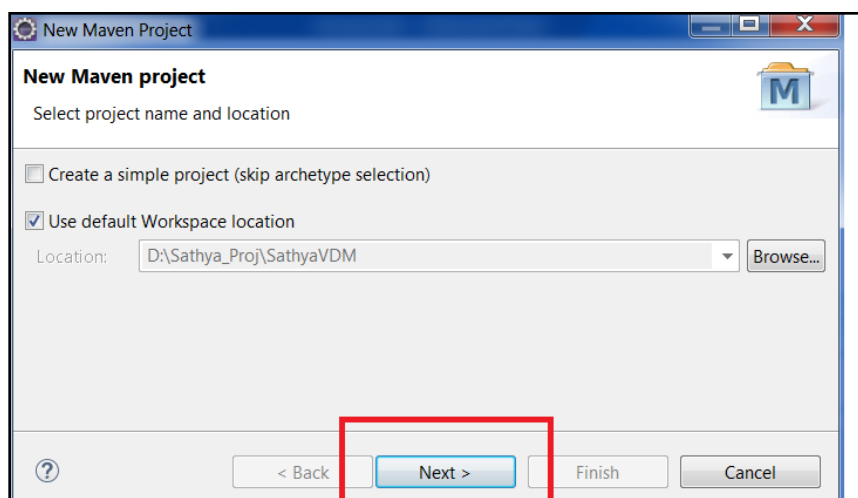 New Maven Project
New Maven project
Select project name and location
M
Create a simple project (skip archetype selection)
Use default Workspace location
Location: D:\Sathya_Proj\SathyaVDM Browse...
? < Back Next > Finish Cancel